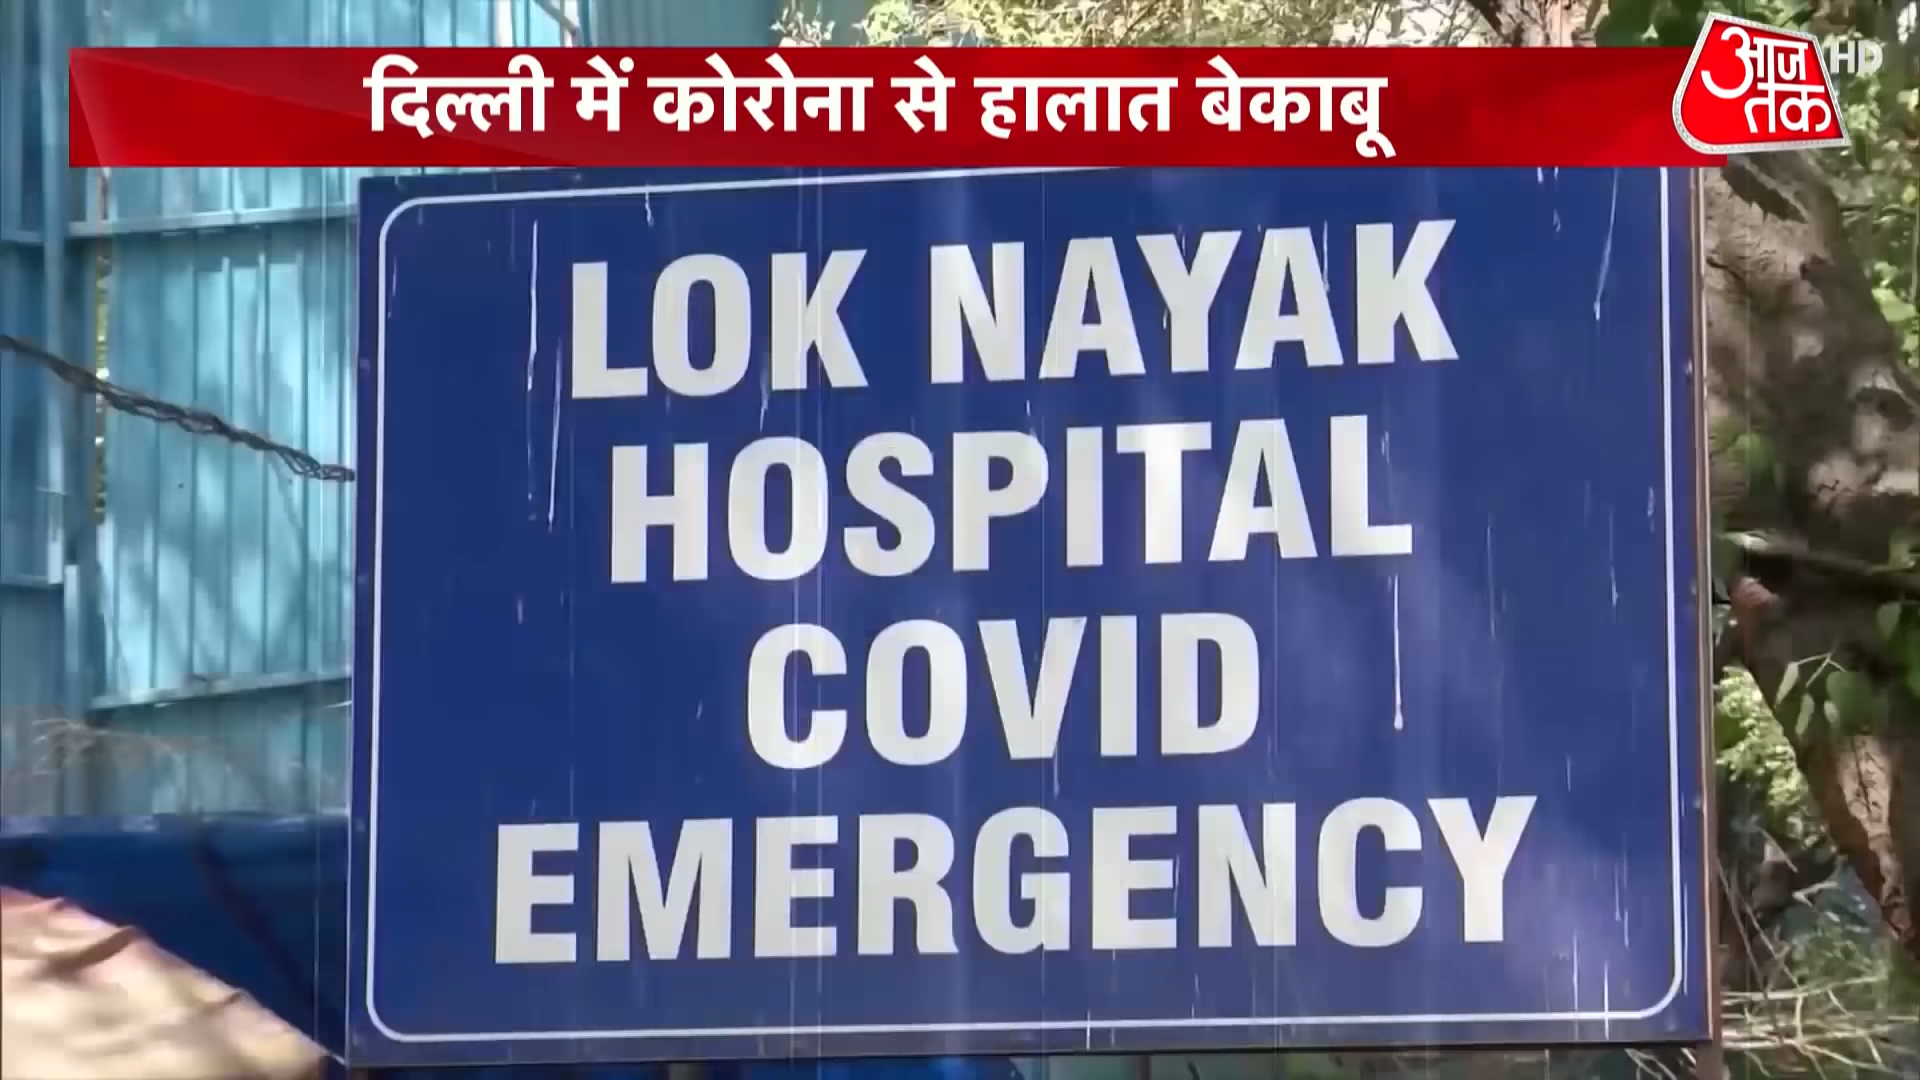 दिल्ली में कोरोना से हालात बेकाबू
आज
तक
HD
LOK NAYAK
HOSPITAL
COVID
EMERGENCY